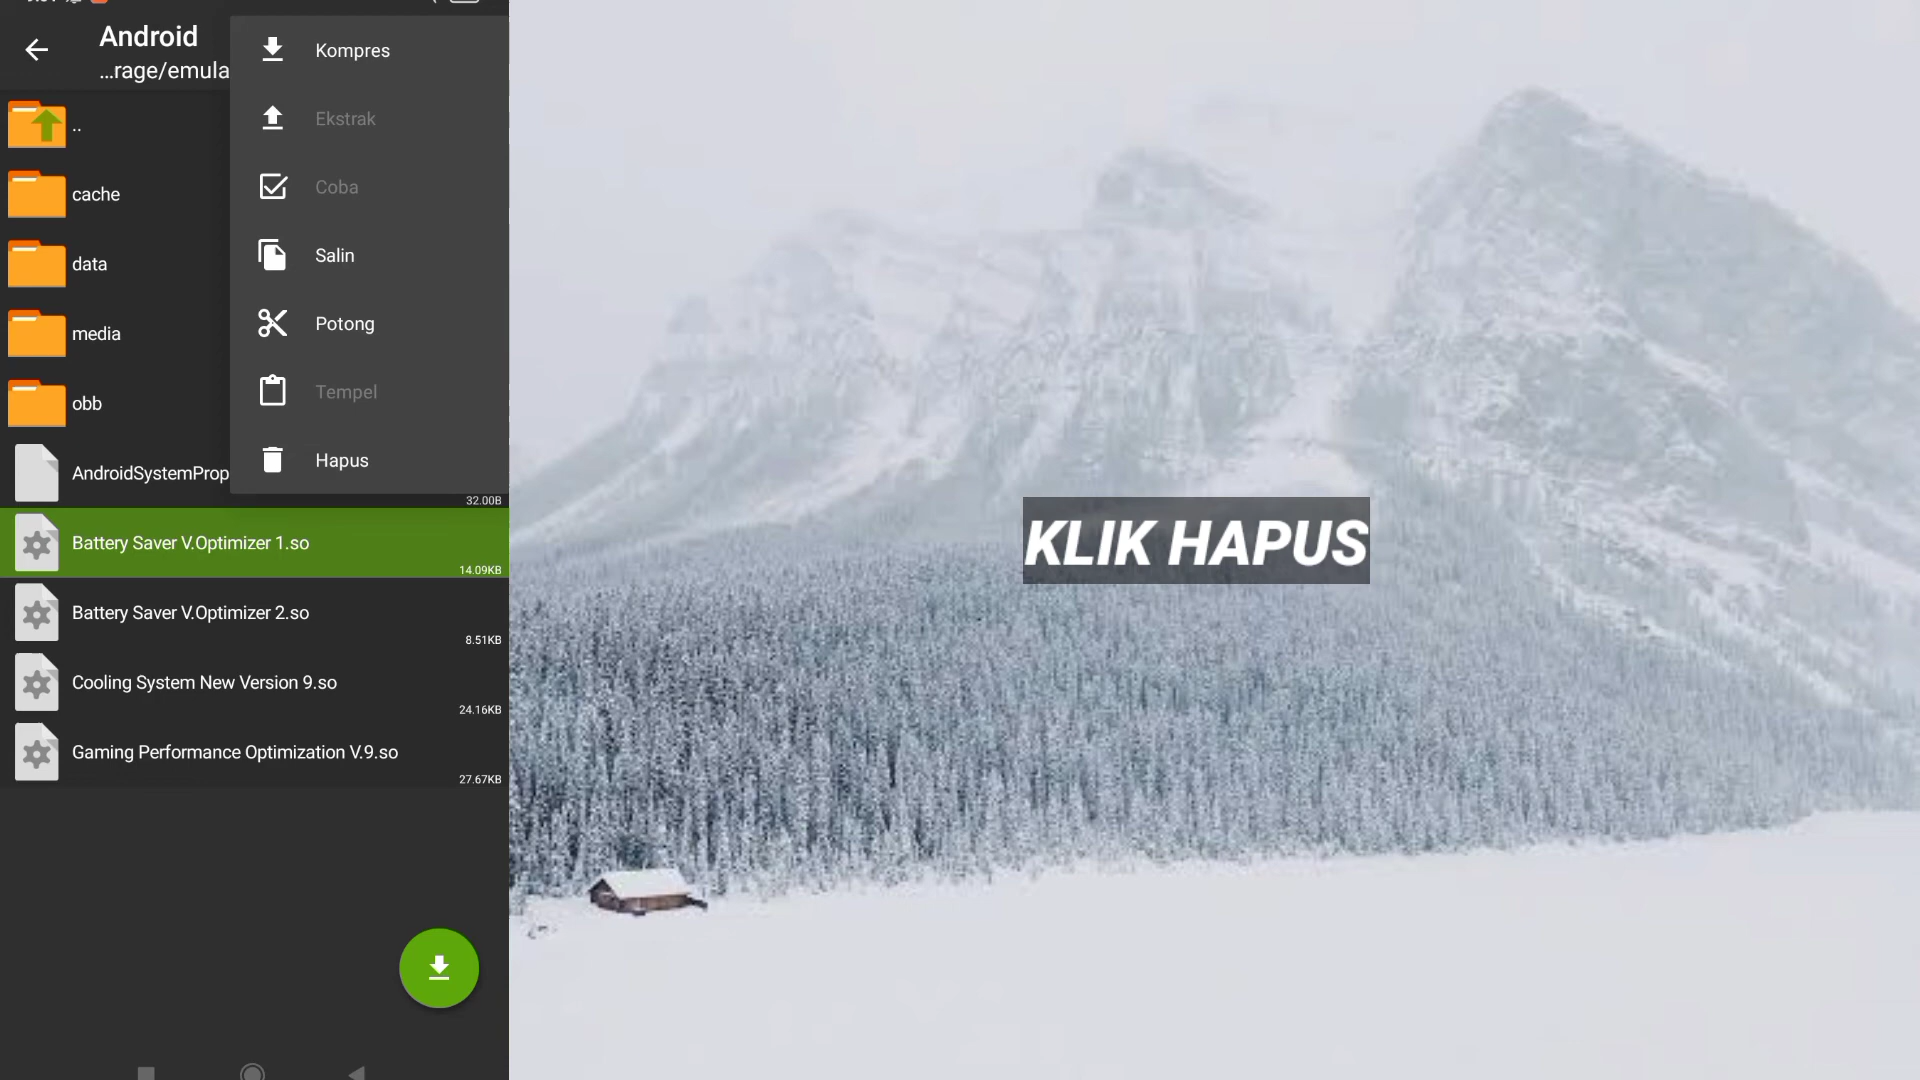 Android
...rage/emula
Kompres
Ekstrak
Coba
Salin
Potong
Tempel
Hapus
..
cache
data
media
obb
AndroidSystemProp
32.00B
Battery Saver V.Optimizer 1.so
14.09KB
Battery Saver V.Optimizer 2.so
8.51KB
Cooling System New Version 9.so
24.16KB
Gaming Performance Optimization V.9.so
27.67KB
KLIK HAPUS